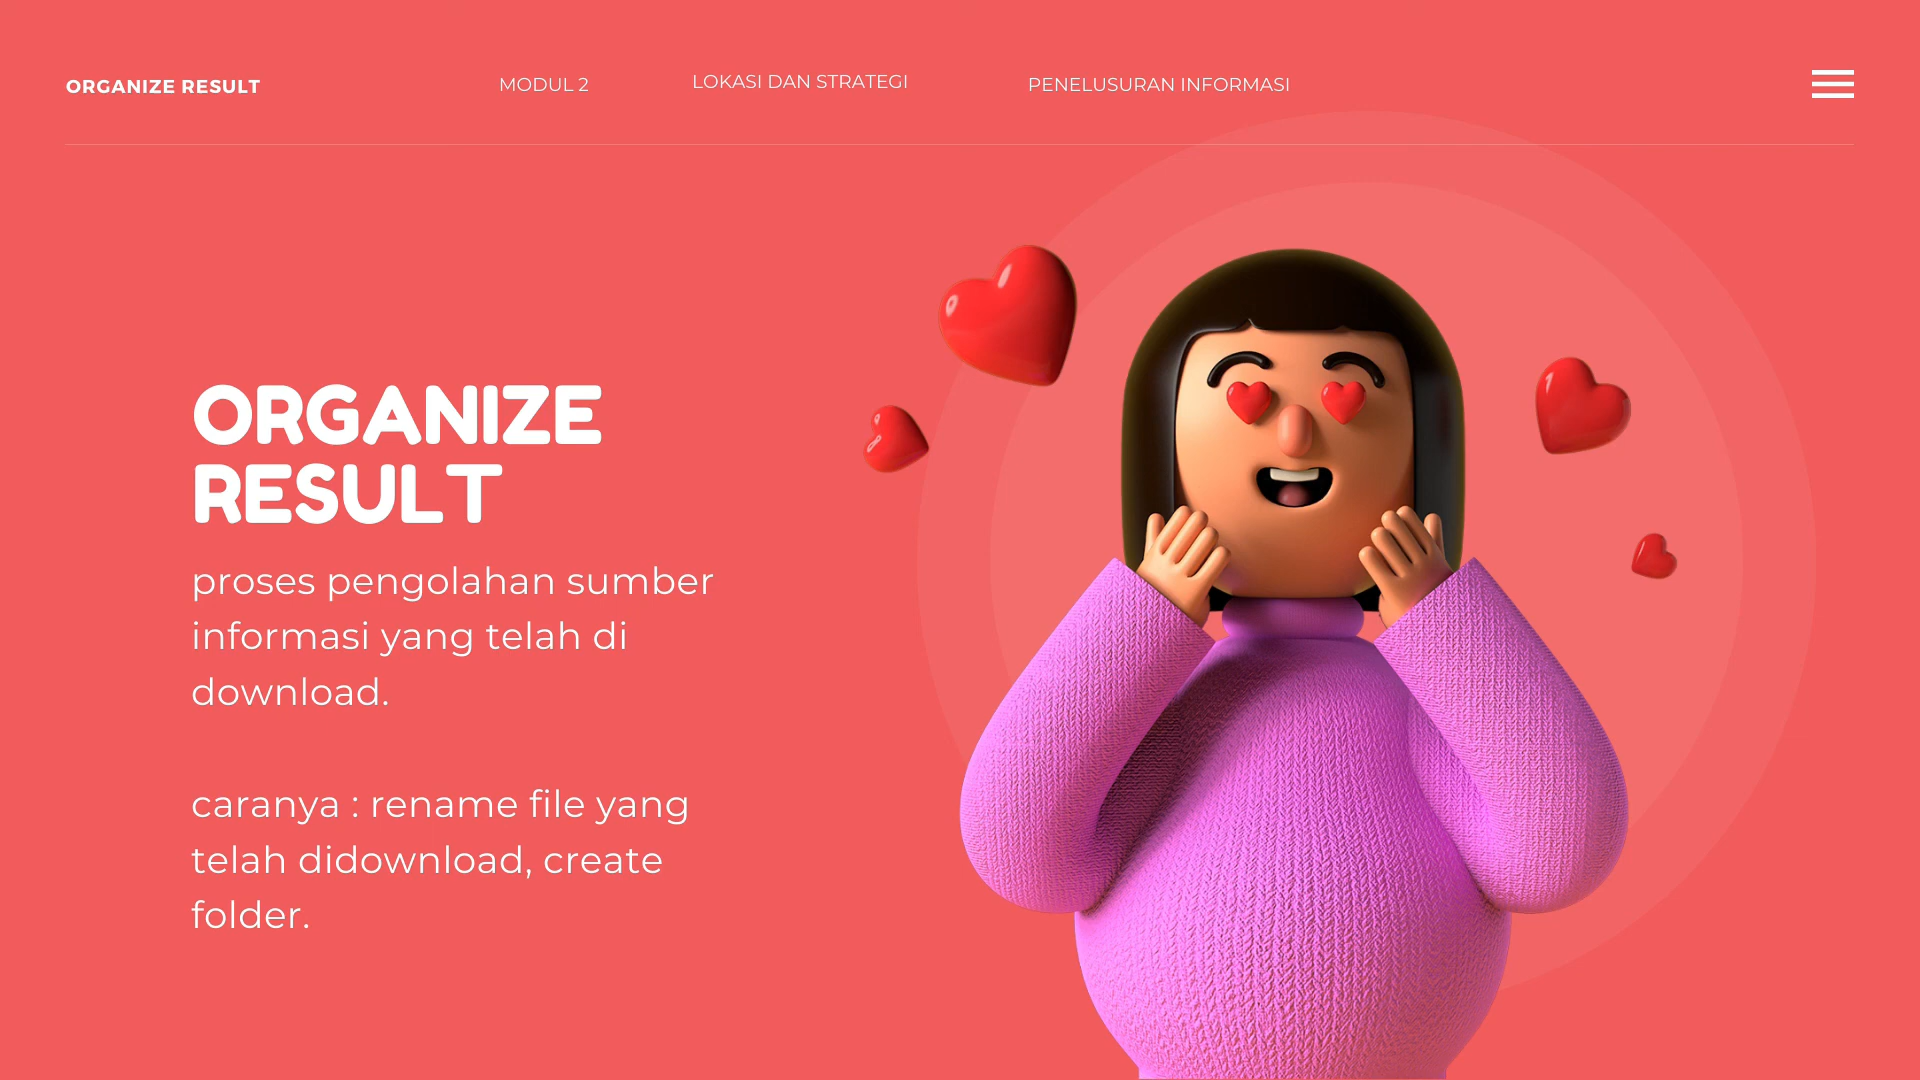 ORGANIZE RESULT
MODUL 2
LOKASI DAN STRATEGI
PENELUSURAN INFORMASI
ORGANIZE
RESULT
proses pengolahan sumber
informasi yang telah di
download.
caranya : rename file yang
telah didownload, create
folder.